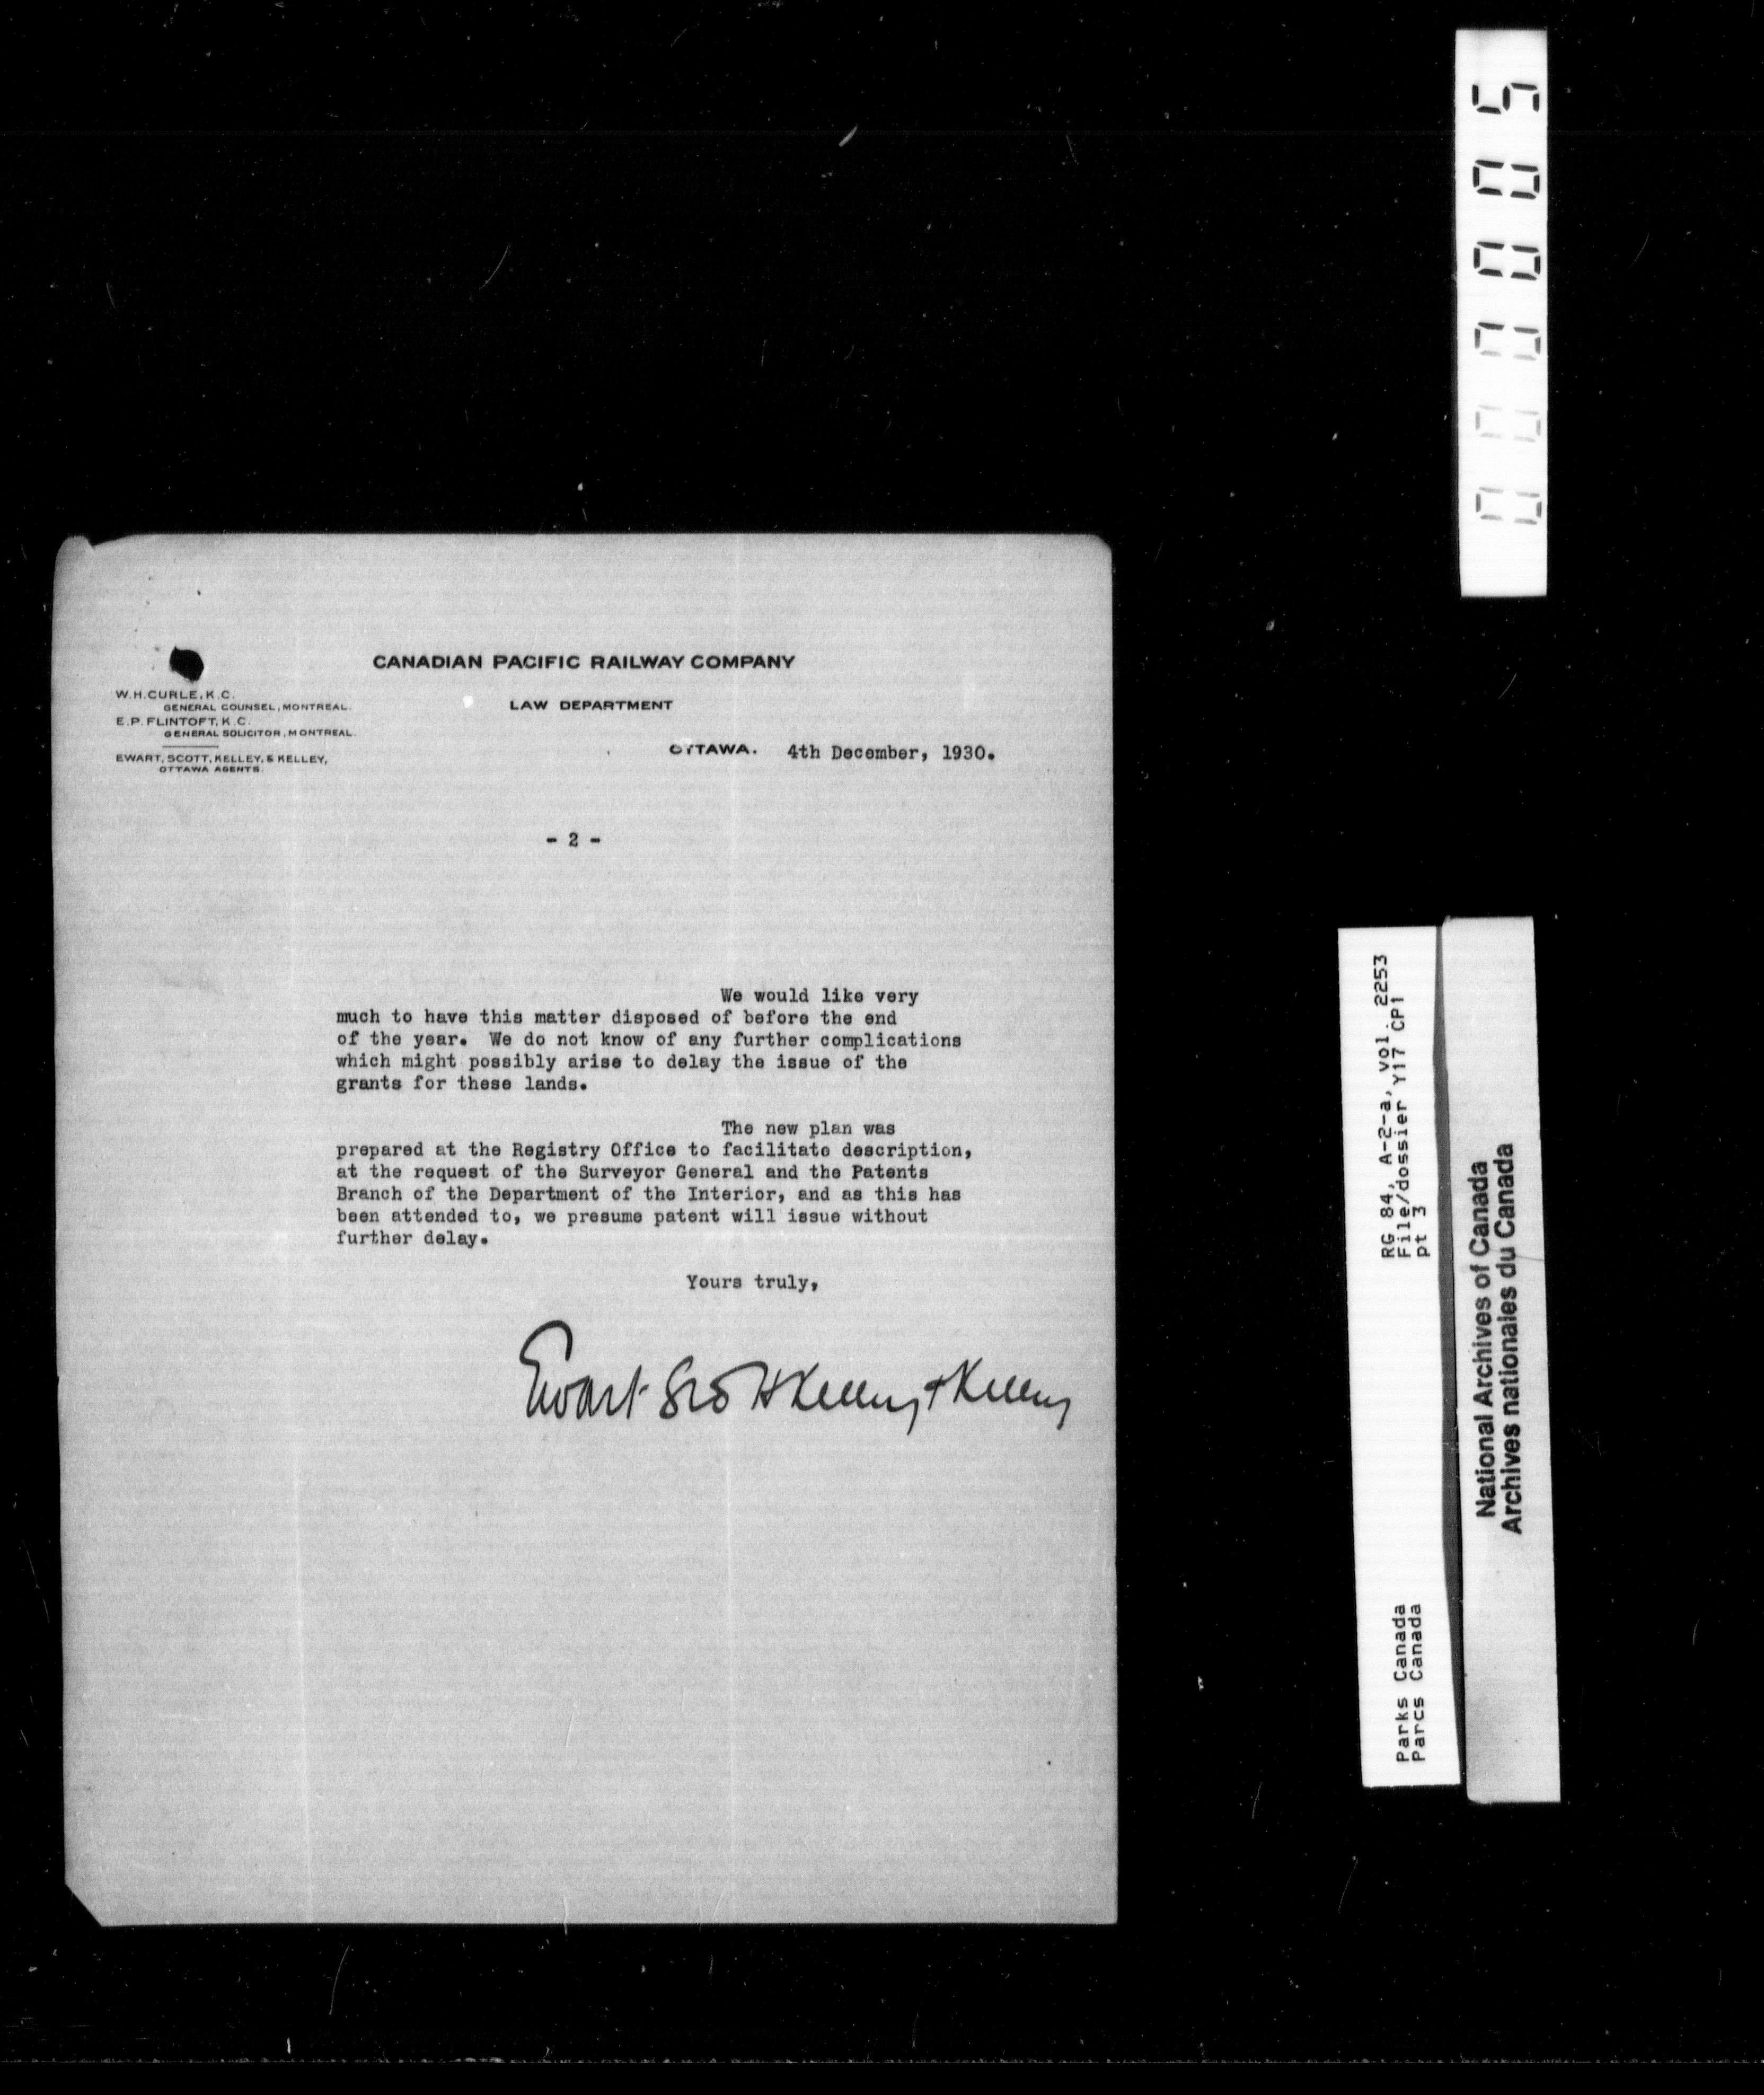 CANADIAN PACIFIC RAILWAY COMPANY
W.H.CURLE, K.C.
GENERAL COUNSEL, MONTREAL.
E.P. FLINTOFT, K.C.
GENERAL SOLICITOR, MONTREAL.
EWART, SCOTT, KELLEY, & KELLEY,
OTTAWA AGENTS.
LAW DEPARTMENT
OTTAWA. 4th December, 1930.
- 2 -
We would like very
much to have this matter disposed of before the end
of the year. We do not know of any further complications
which might possibly arise to delay the issue of the
grants for these lands.
The new plan was
prepared at the Registry Office to facilitate description,
at the request of the Surveyor General and the Patents
Branch of the Department of the Interior, and as this has
been attended to, we presume patent will issue without
further delay.
Yours truly,
Ewart Scott Kelley & Kelley
000005
RG 84, A-2-a, vol. 2253
File/dossier Y17 CP1
pt 3
Parks Canada
Parcs Canada
National Archives of Canada
Archives nationales du Canada